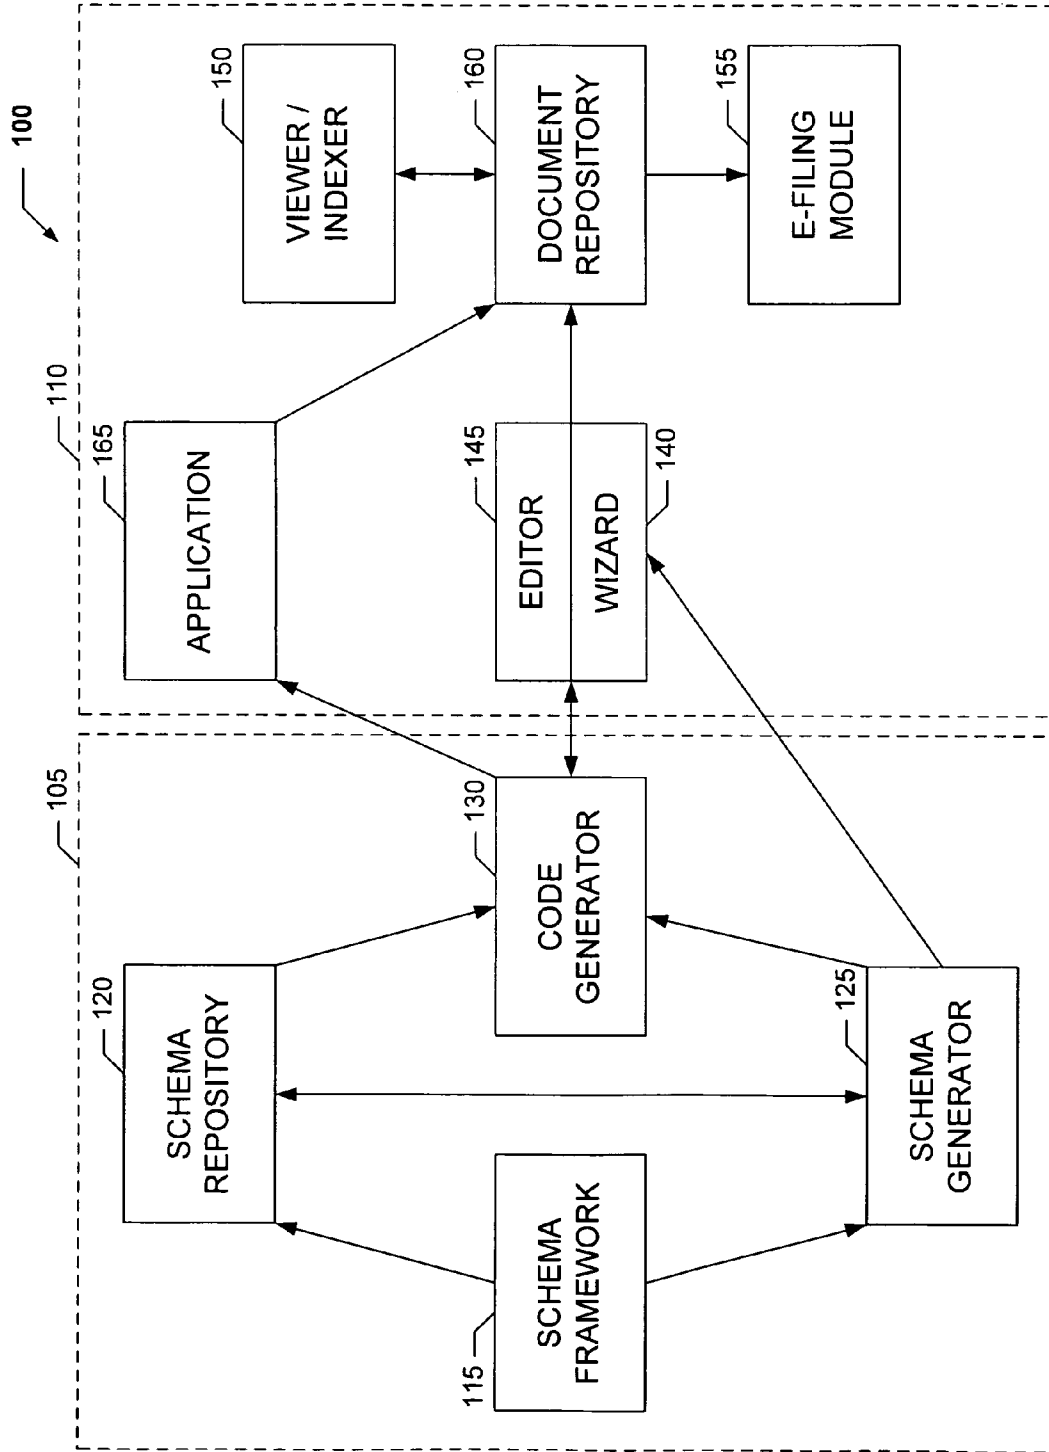 100
105
110
SCHEMA
REPOSITORY
120
SCHEMA
FRAMEWORK
115
SCHEMA
GENERATOR
125
CODE
GENERATOR
130
APPLICATION
165
EDITOR
145
WIZARD
140
VIEWER /
INDEXER
150
DOCUMENT
REPOSITORY
160
E-FILING
MODULE
155